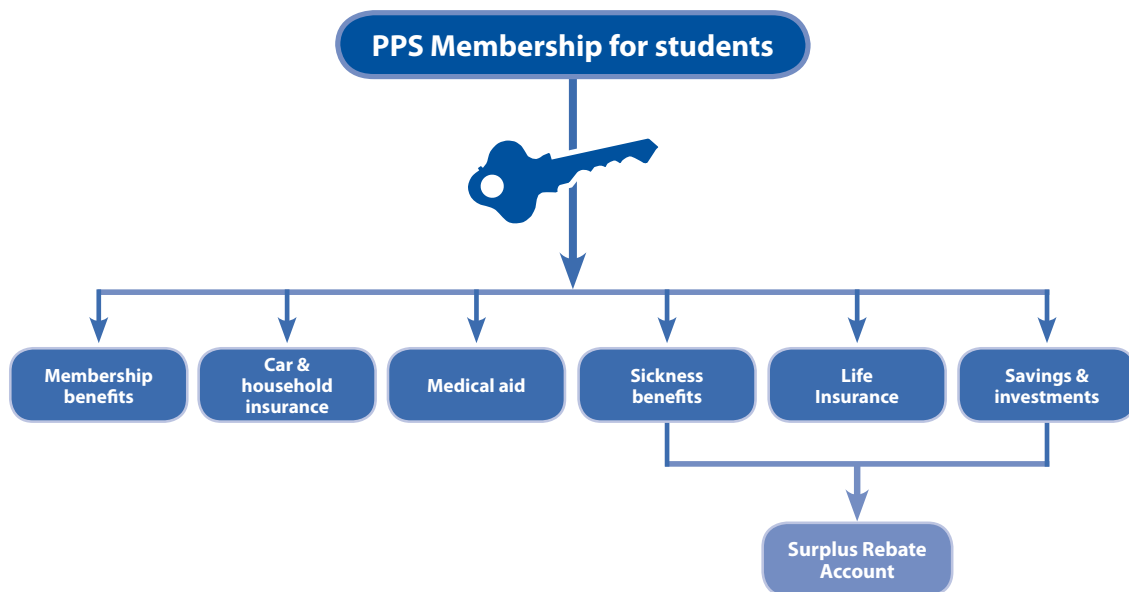 PPS Membership for students
Membership
benefits
Car &
household
insurance
Medical aid
Sickness
benefits
Life
Insurance
Savings &
investments
Surplus Rebate
Account